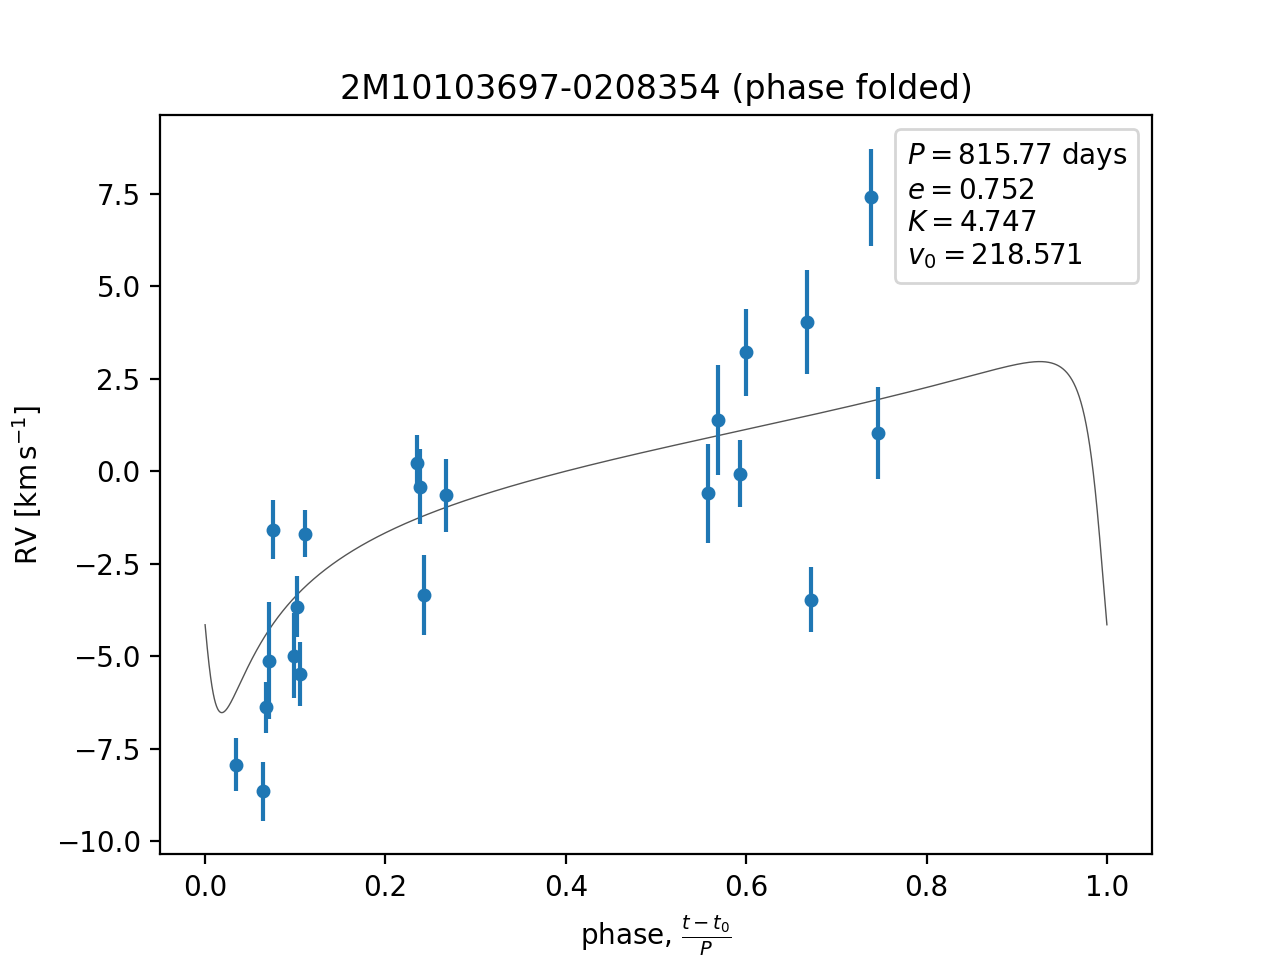 2M10103697-0208354 (phase folded)
P = 815.77 days
e = 0.752
K = 4.747
v₀ = 218.571
RV [km s⁻¹]
7.5
5.0
2.5
0.0
−2.5
−5.0
−7.5
−10.0
0.0 0.2 0.4 0.6 0.8 1.0
phase, (t − t₀)/P